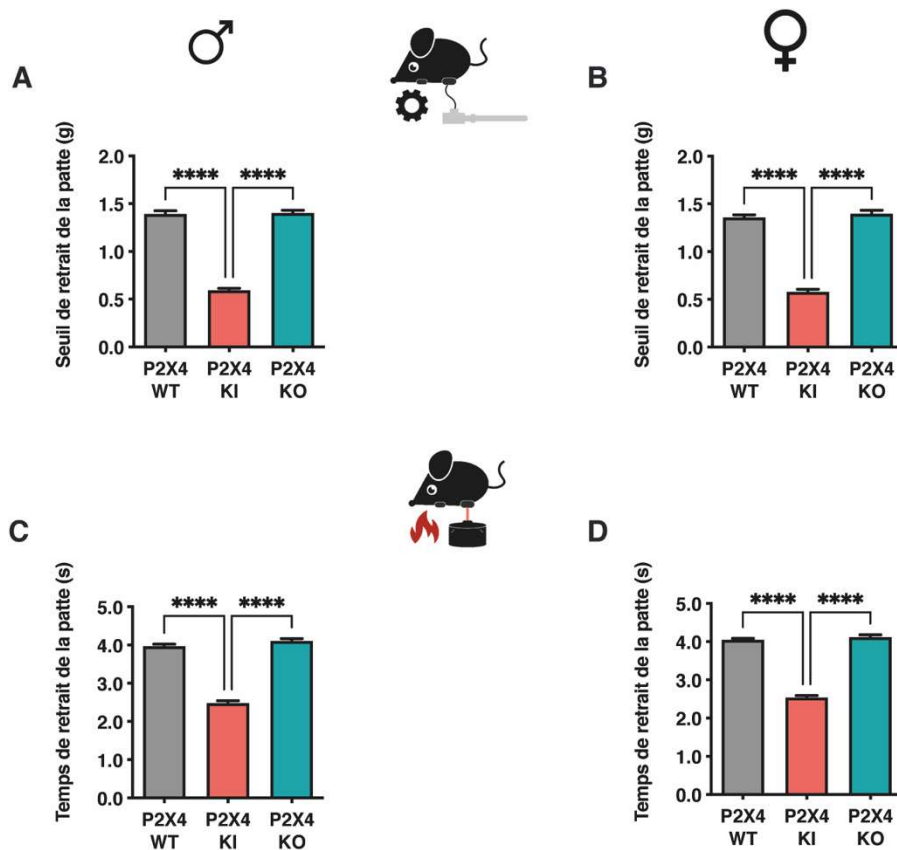 A
B
Seuil de retrait de la patte (g)
2.0
1.5
1.0
0.5
0.0
**** ****
P2X4 P2X4 P2X4
WT KI KO
Seuil de retrait de la patte (g)
2.0
1.5
1.0
0.5
0.0
**** ****
P2X4 P2X4 P2X4
WT KI KO
C
D
Temps de retrait de la patte (s)
5.0
4.0
3.0
2.0
1.0
0.0
**** ****
P2X4 P2X4 P2X4
WT KI KO
Temps de retrait de la patte (s)
5.0
4.0
3.0
2.0
1.0
0.0
**** ****
P2X4 P2X4 P2X4
WT KI KO